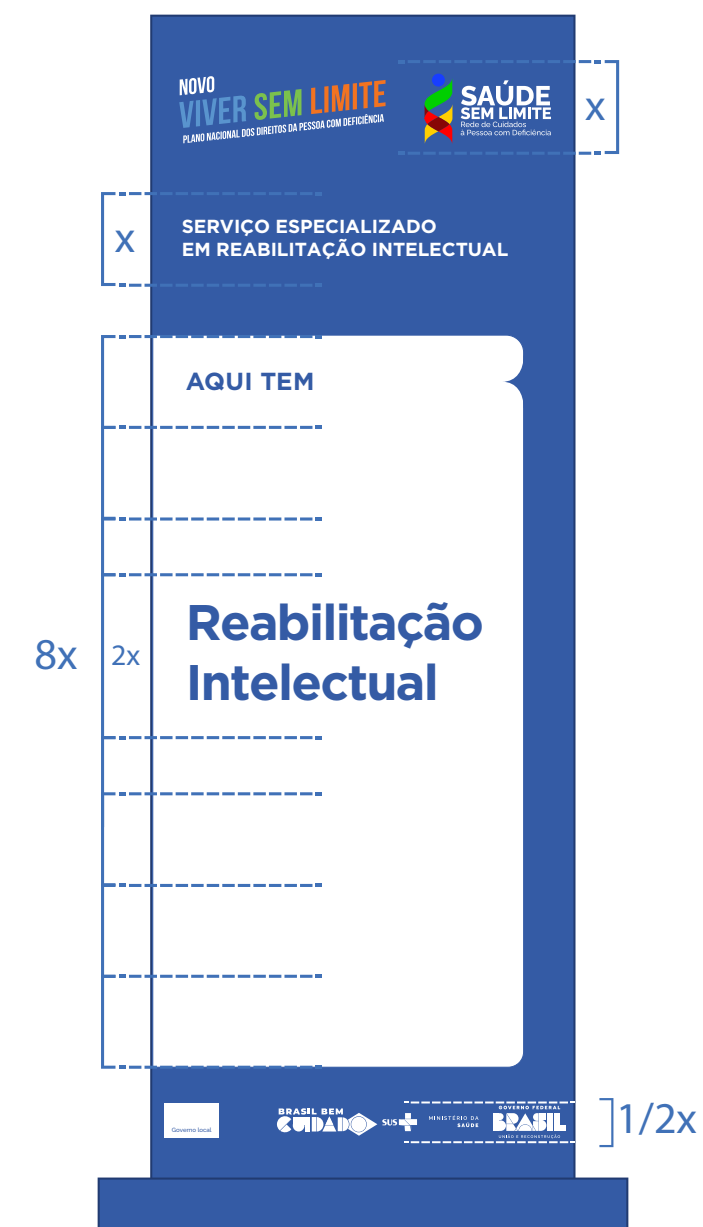 NOVO
VIVER SEM LIMITE
PLANO NACIONAL DOS DIREITOS DA PESSOA COM DEFICIÊNCIA
SAÚDE
SEM LIMITE
Rede de Cuidados
à Pessoa com Deficiência
x
x
SERVIÇO ESPECIALIZADO
EM REABILITAÇÃO INTELECTUAL
AQUI TEM
8x
2x
Reabilitação
Intelectual
Governo local
BRASIL BEM
CUIDADO
SUS
MINISTÉRIO DA
SAÚDE
GOVERNO FEDERAL
BRASIL
UNIÃO E RECONSTRUÇÃO
1/2x